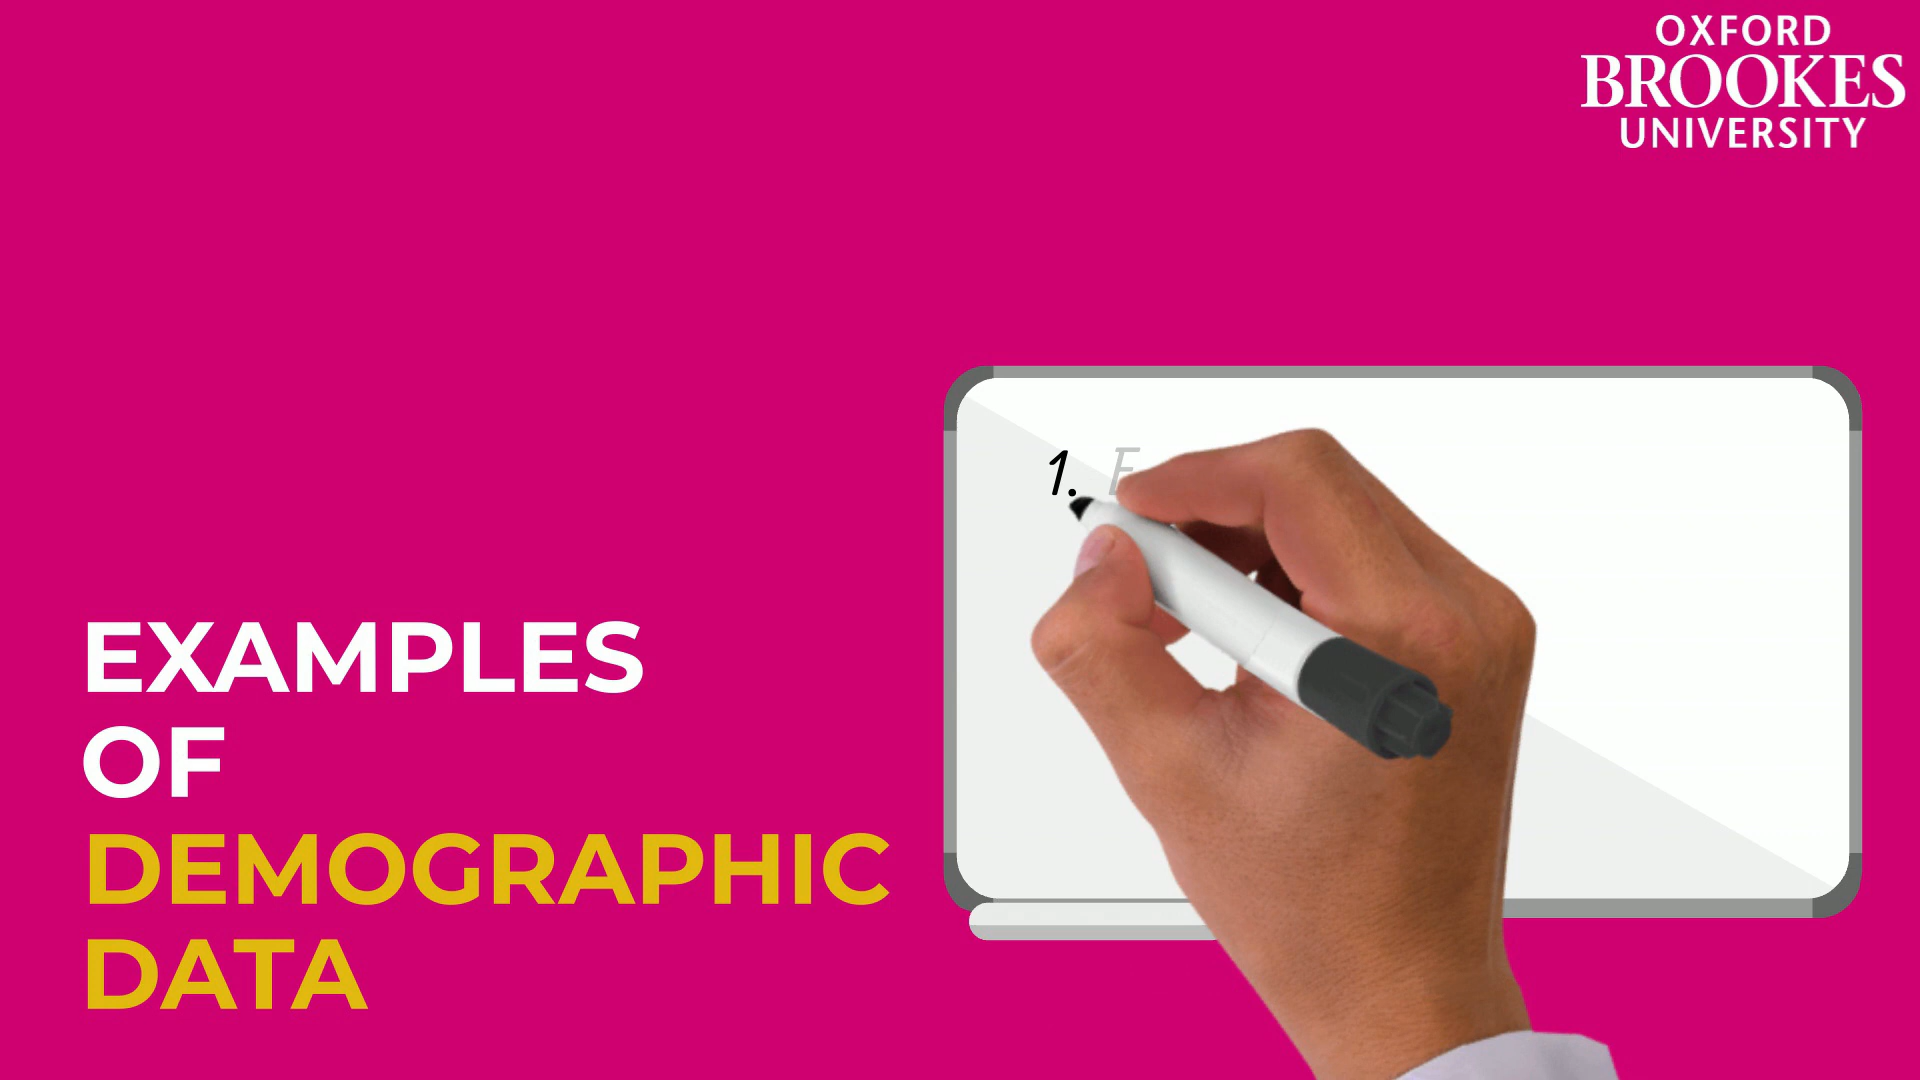 OXFORD
BROOKES
UNIVERSITY
1. E
EXAMPLES
OF
DEMOGRAPHIC
DATA